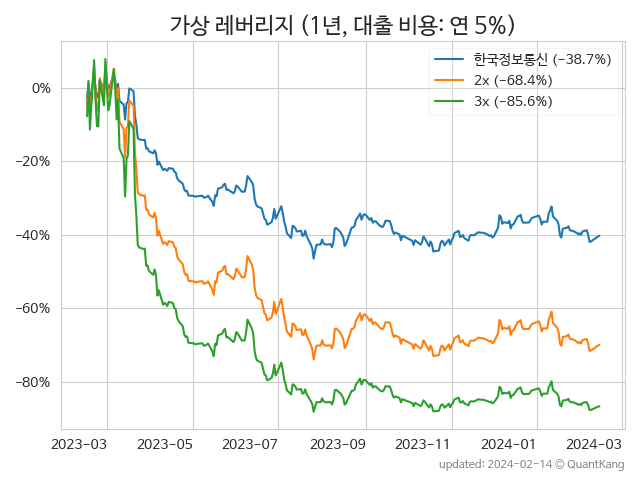 가상 레버리지 (1년, 대출 비용: 연 5%)
한국정보통신 (−38.7%)
2x (−68.4%)
3x (−85.6%)
0%
−20%
−40%
−60%
−80%
2023-03 2023-05 2023-07 2023-09 2023-11 2024-01 2024-03
updated: 2024-02-14 © QuantKang